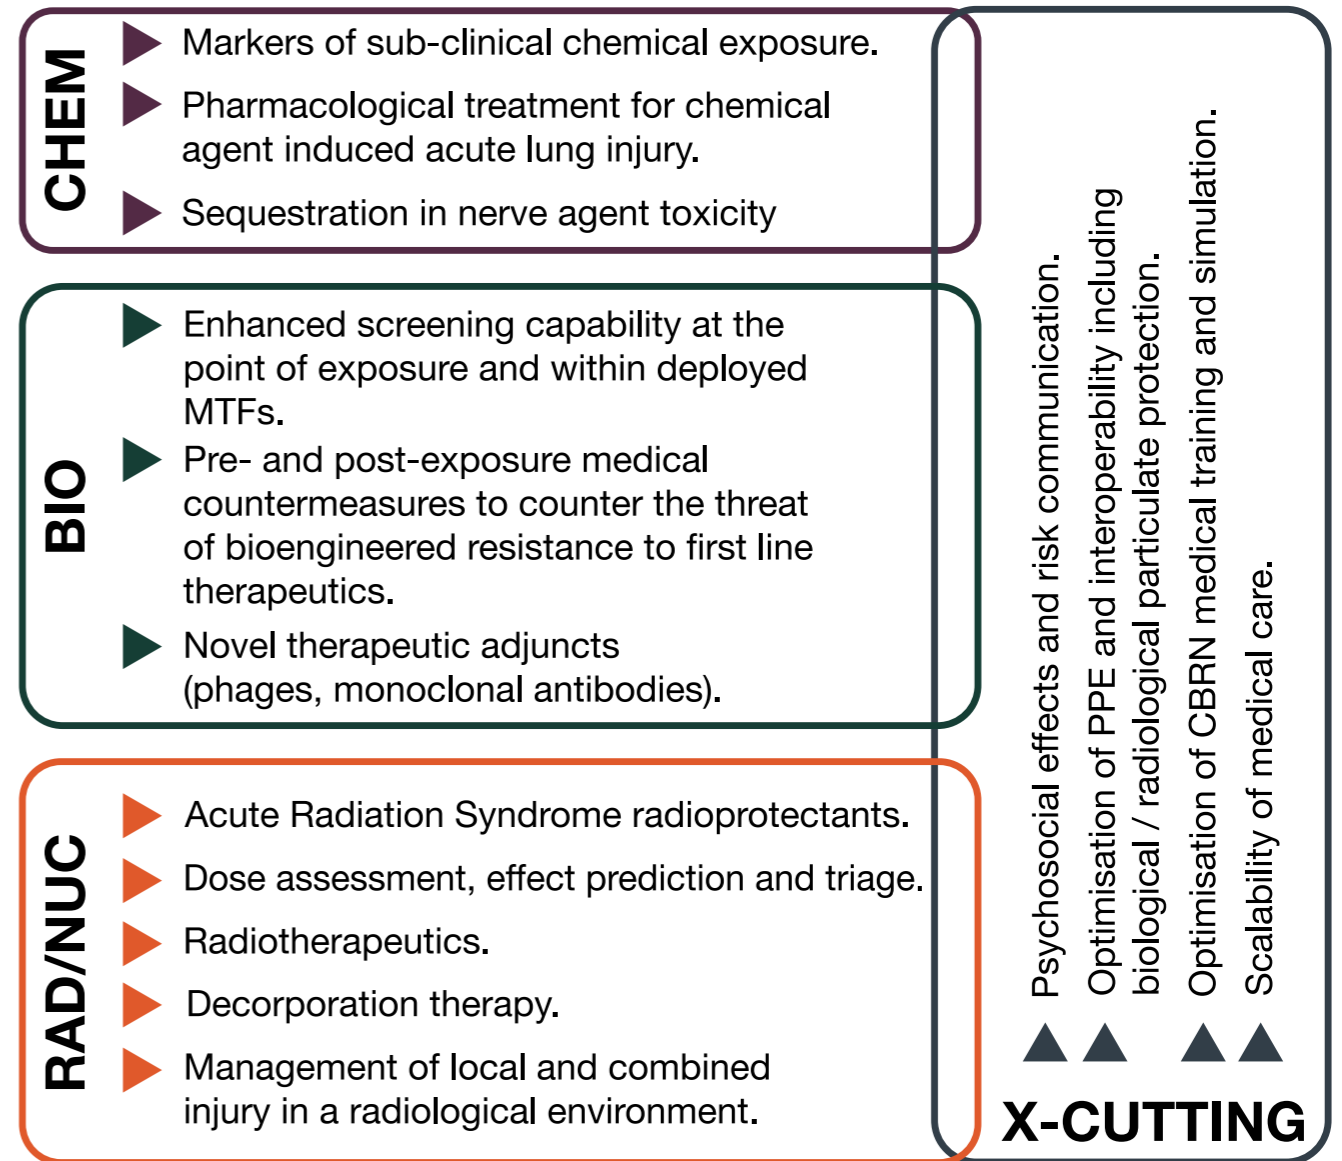 CHEM
Markers of sub-clinical chemical exposure.
Pharmacological treatment for chemical
agent induced acute lung injury.
Sequestration in nerve agent toxicity
BIO
Enhanced screening capability at the
point of exposure and within deployed
MTFs.
Pre- and post-exposure medical
countermeasures to counter the threat
of bioengineered resistance to first line
therapeutics.
Novel therapeutic adjuncts
(phages, monoclonal antibodies).
RAD/NUC
Acute Radiation Syndrome radioprotectants.
Dose assessment, effect prediction and triage.
Radiotherapeutics.
Decorporation therapy.
Management of local and combined
injury in a radiological environment.
X-CUTTING
Psychosocial effects and risk communication.
Optimisation of PPE and interoperability including
biological / radiological particulate protection.
Optimisation of CBRN medical training and simulation.
Scalability of medical care.